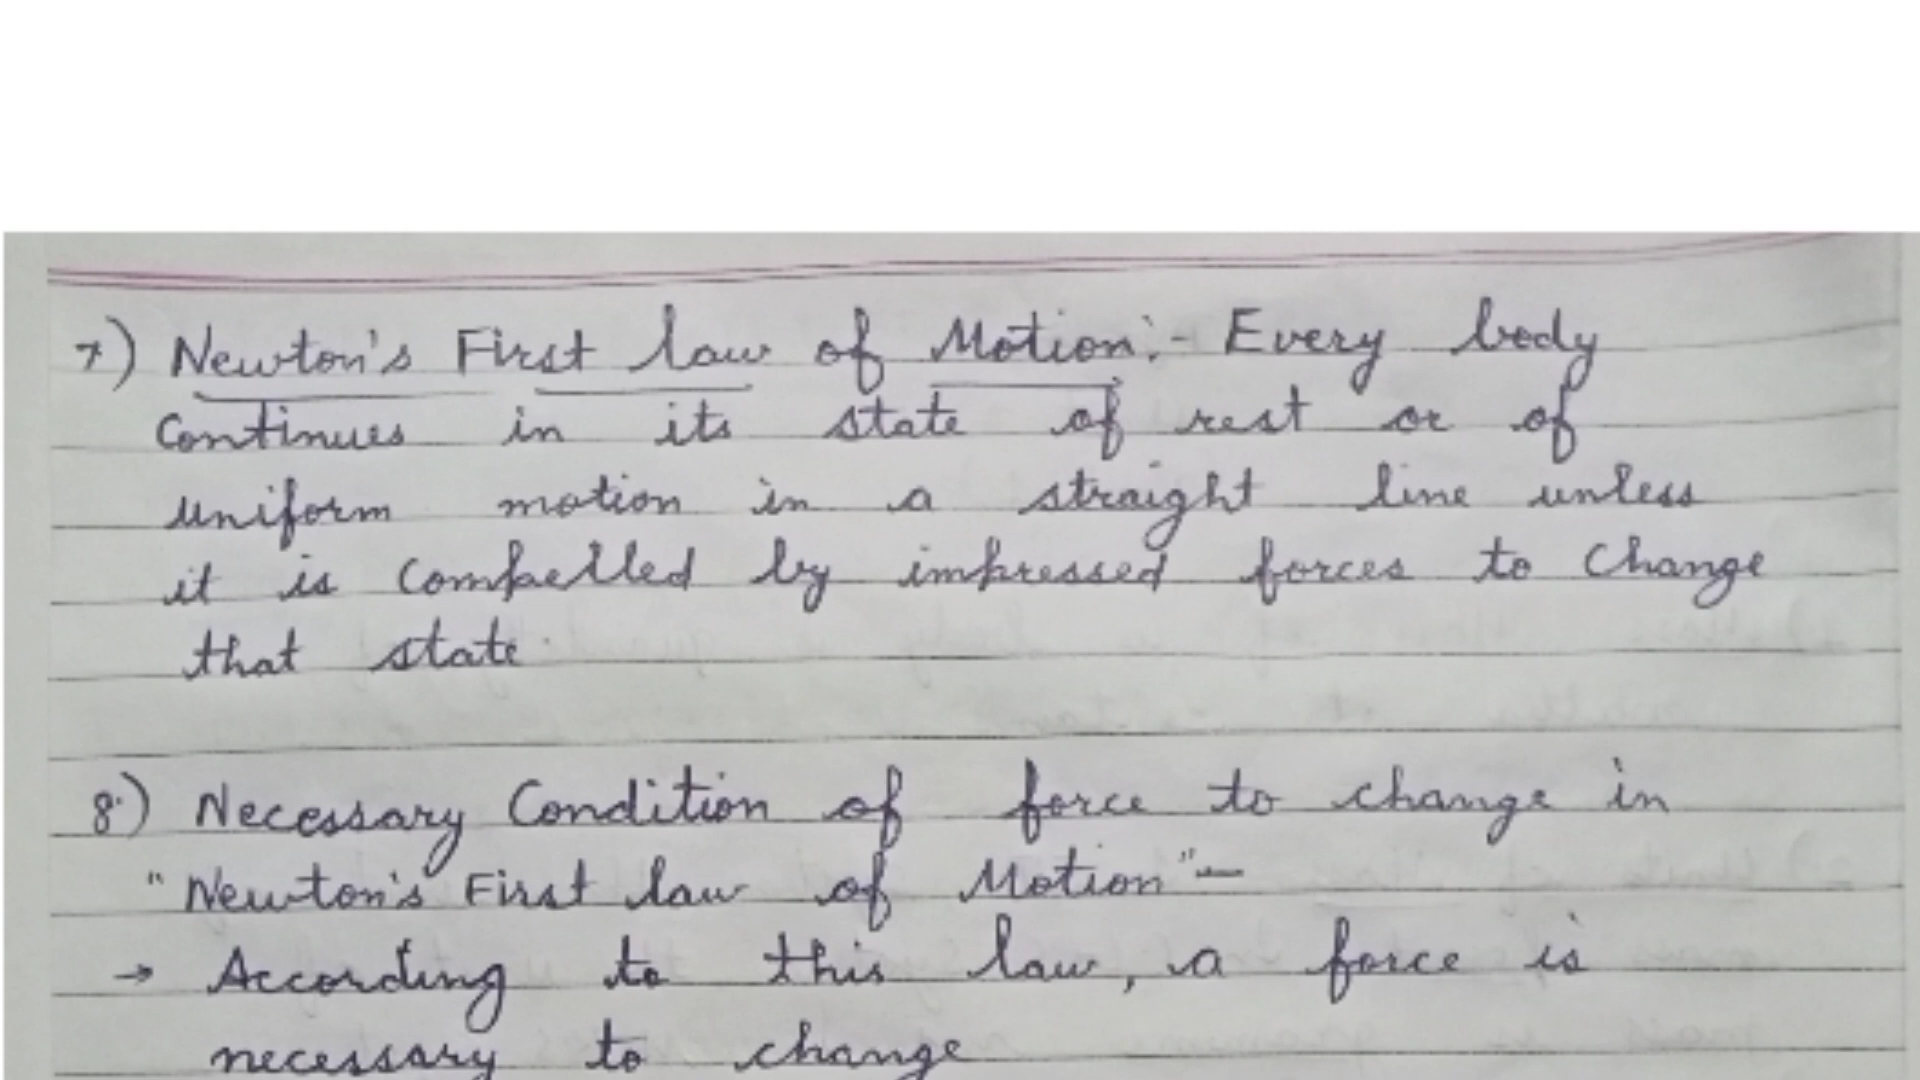 7) Newton's First law of Motion:- Every body
Continues in its state of rest or of
uniform motion in a straight line unless
it is Compelled by impressed forces to Change
that state.
8.) Necessary Condition of force to change in
"Newton's First law of Motion" -
→ According to this law, a force is
necessary to change